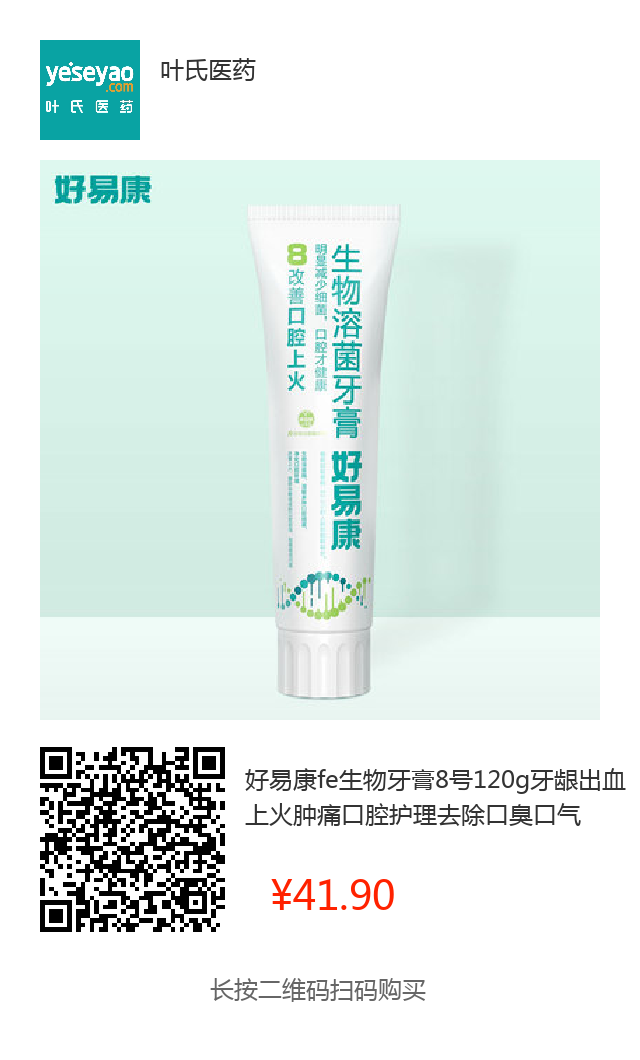 yeseyao
.com
叶氏医药
叶氏医药
好易康
生物溶菌牙膏
好易康
明显减少细菌，口腔才健康
8
改善口腔上火
好易康fe生物牙膏8号120g牙龈出血
上火肿痛口腔护理去除口臭口气
¥41.90
长按二维码扫码购买